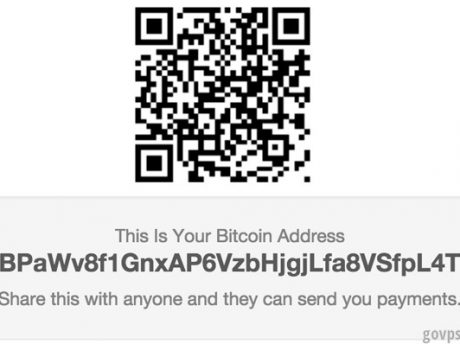 This Is Your Bitcoin Address
BPaWv8f1GnxAP6VzbHjgjLfa8VSfpL4T
Share this with anyone and they can send you payments.
govps